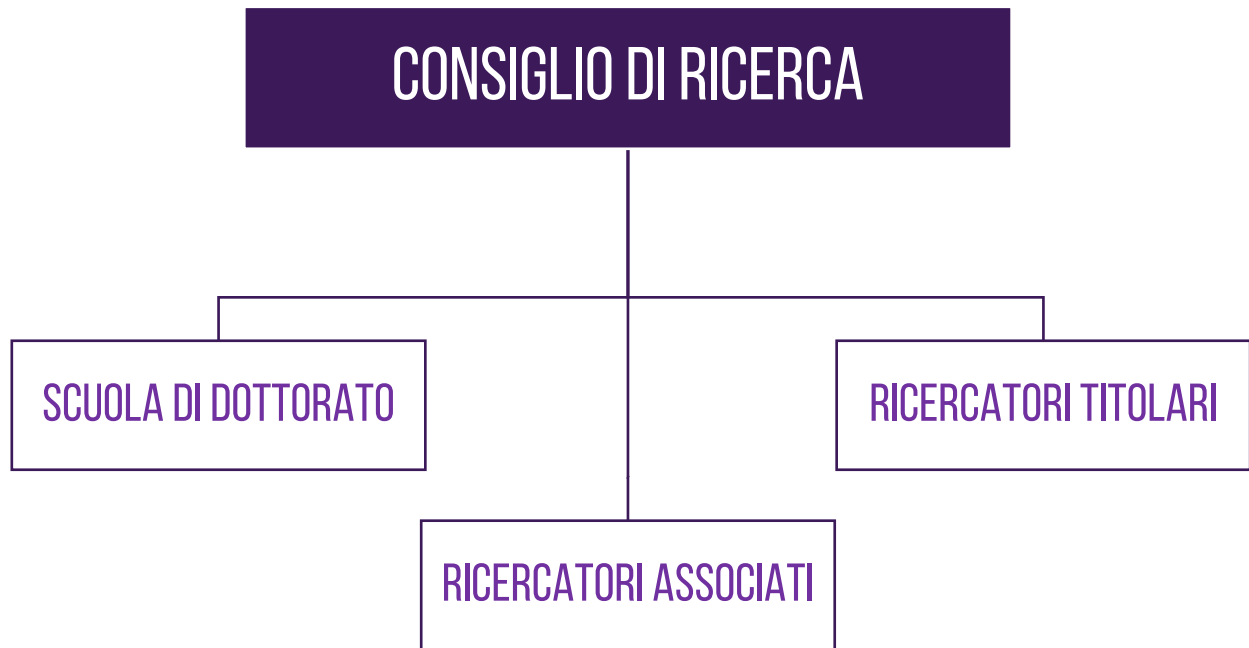 CONSIGLIO DI RICERCA
SCUOLA DI DOTTORATO
RICERCATORI TITOLARI
RICERCATORI ASSOCIATI